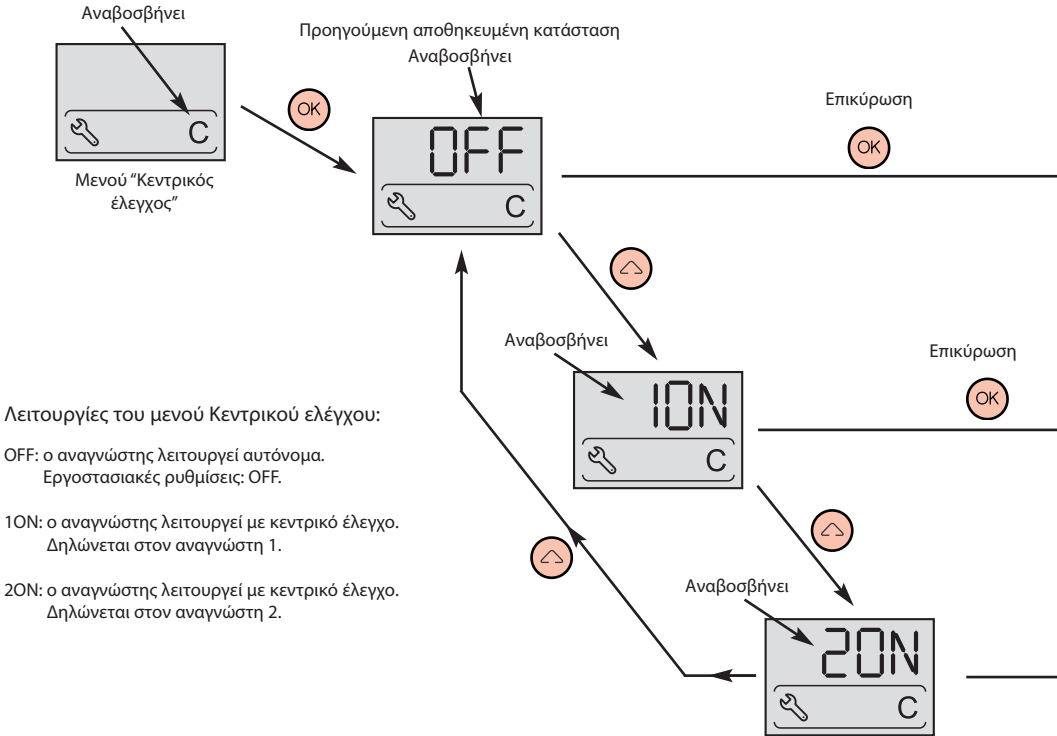 Αναβοσβήνει
C
Μενού “Κεντρικός
έλεγχος”
OK
Προηγούμενη αποθηκευμένη κατάσταση
Αναβοσβήνει
OFF
C
Επικύρωση
OK
Αναβοσβήνει
1ON
C
Επικύρωση
OK
Λειτουργίες του μενού Κεντρικού ελέγχου:
OFF: ο αναγνώστης λειτουργεί αυτόνομα.
Εργοστασιακές ρυθμίσεις: OFF.
1ON: ο αναγνώστης λειτουργεί με κεντρικό έλεγχο.
Δηλώνεται στον αναγνώστη 1.
2ON: ο αναγνώστης λειτουργεί με κεντρικό έλεγχο.
Δηλώνεται στον αναγνώστη 2.
Αναβοσβήνει
2ON
C